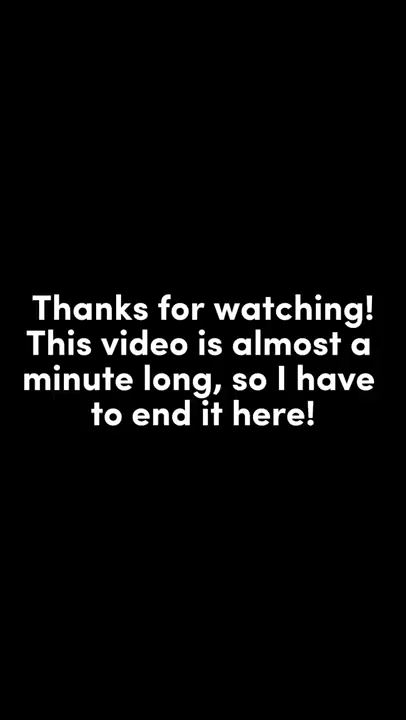 Thanks for watching!
This video is almost a
minute long, so I have
to end it here!